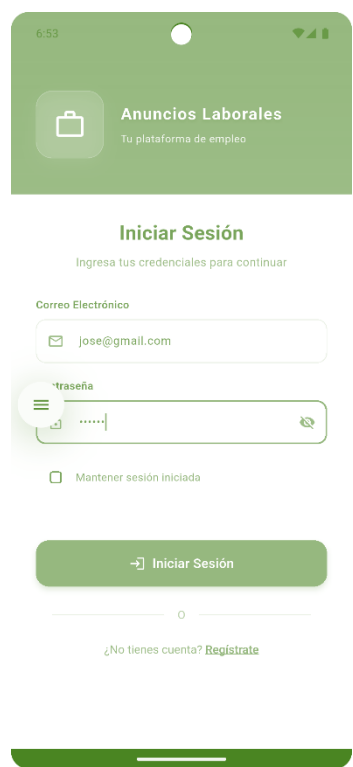 6:53
Anuncios Laborales
Tu plataforma de empleo
Iniciar Sesión
Ingresa tus credenciales para continuar
Correo Electrónico
jose@gmail.com
traseña
••••••
Mantener sesión iniciada
Iniciar Sesión
O
¿No tienes cuenta? Regístrate